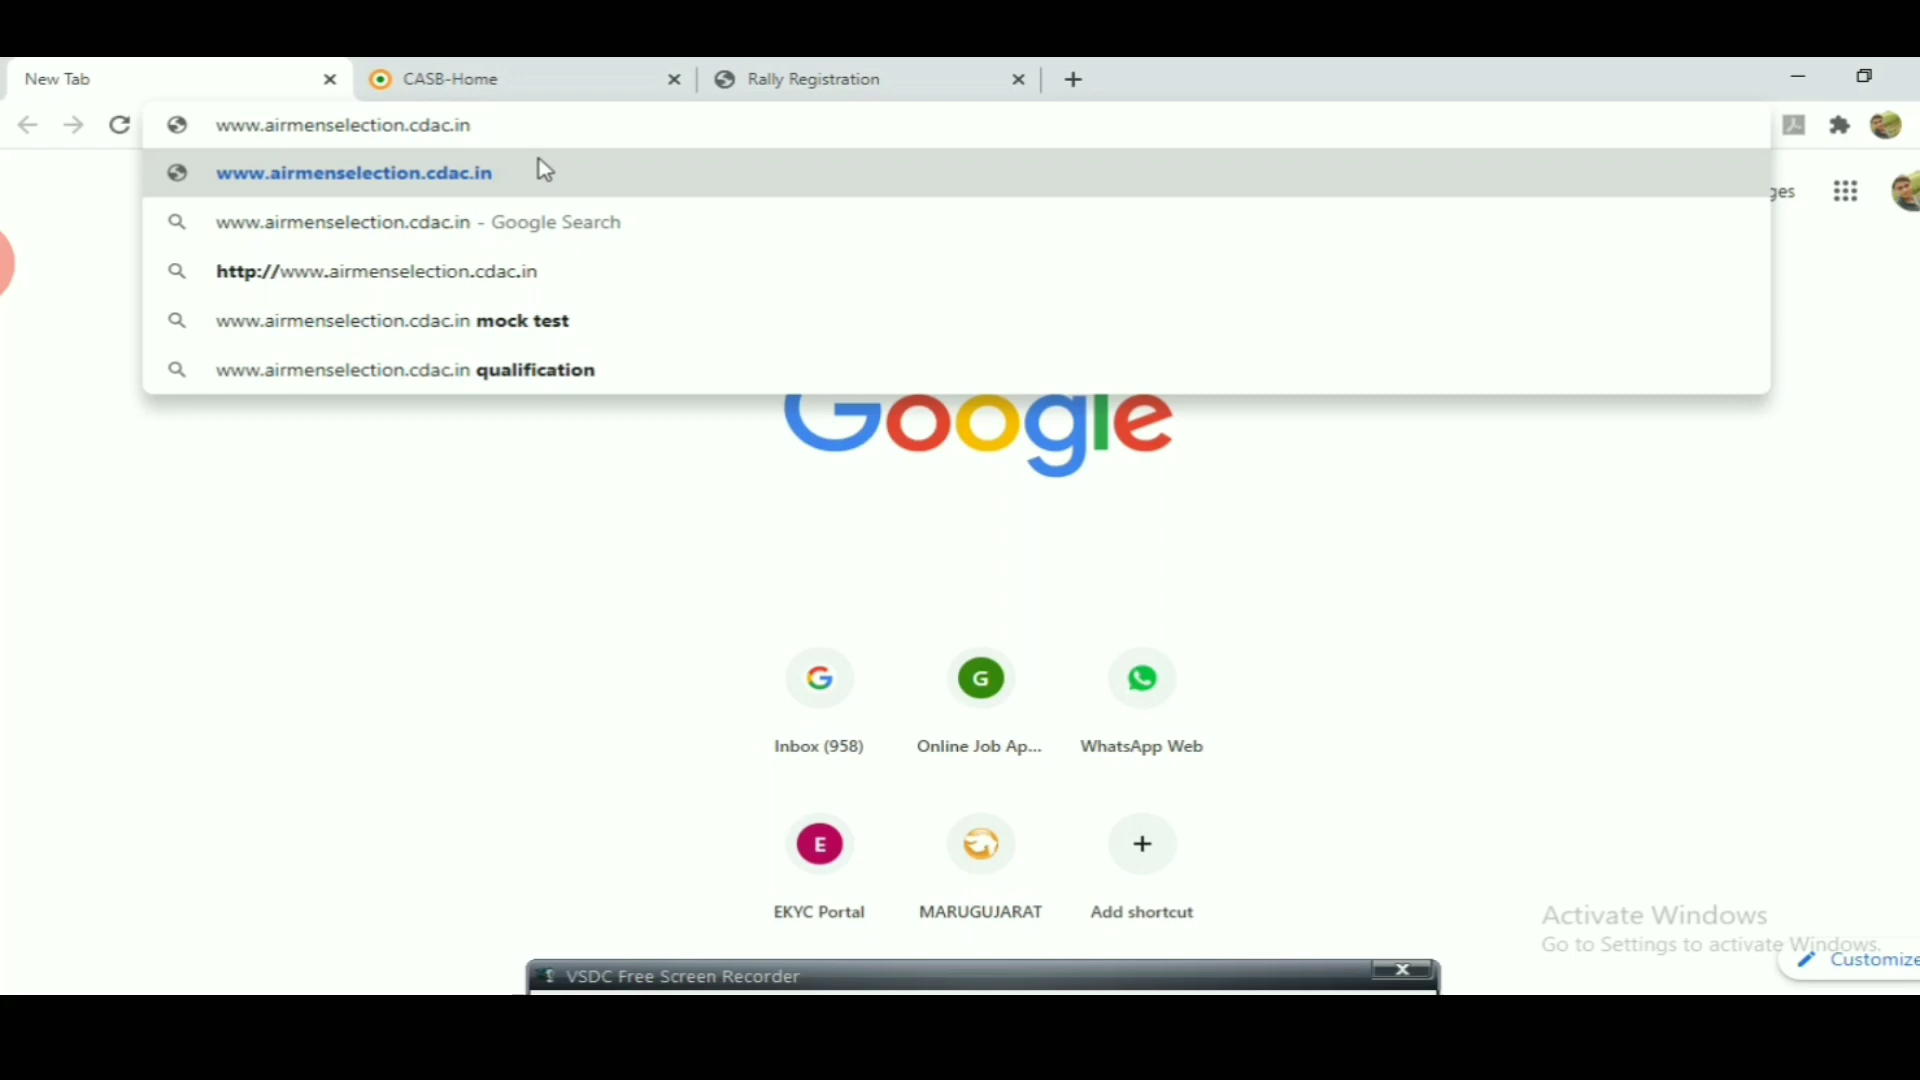 New Tab
CASB-Home
Rally Registration
www.airmenselection.cdac.in
www.airmenselection.cdac.in
www.airmenselection.cdac.in - Google Search
http://www.airmenselection.cdac.in
www.airmenselection.cdac.in mock test
www.airmenselection.cdac.in qualification
ges
Google
G
Inbox (958)
Online Job Ap...
WhatsApp Web
E
EKYC Portal
MARUGUJARAT
Add shortcut
Activate Windows
Go to Settings to activate Windows.
Customize
VSDC Free Screen Recorder